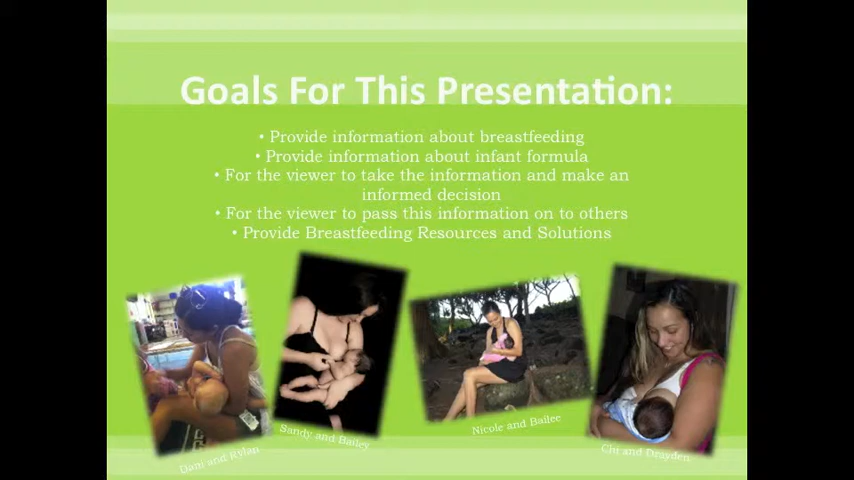 Goals For This Presentation:
• Provide information about breastfeeding
• Provide information about infant formula
• For the viewer to take the information and make an
informed decision
• For the viewer to pass this information on to others
• Provide Breastfeeding Resources and Solutions
Dani and Rylan
Sandy and Bailey
Nicole and Bailee
Chi and Drayden